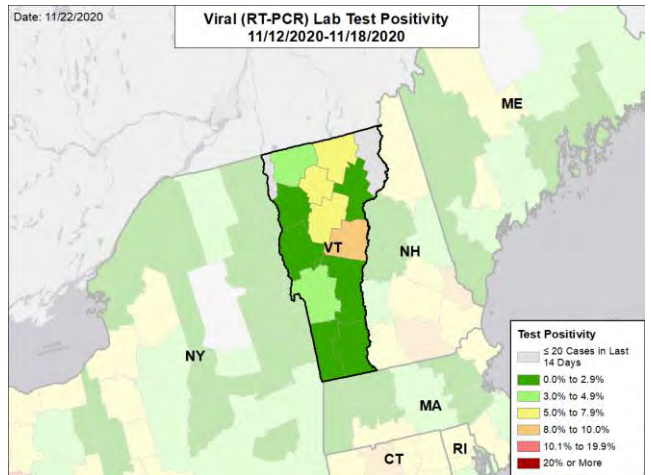 Date: 11/22/2020
Viral (RT-PCR) Lab Test Positivity
11/12/2020-11/18/2020
ME
VT
NH
NY
MA
CT
RI
Test Positivity
≤ 20 Cases in Last
14 Days
0.0% to 2.9%
3.0% to 4.9%
5.0% to 7.9%
8.0% to 10.0%
10.1% to 19.9%
20% or More